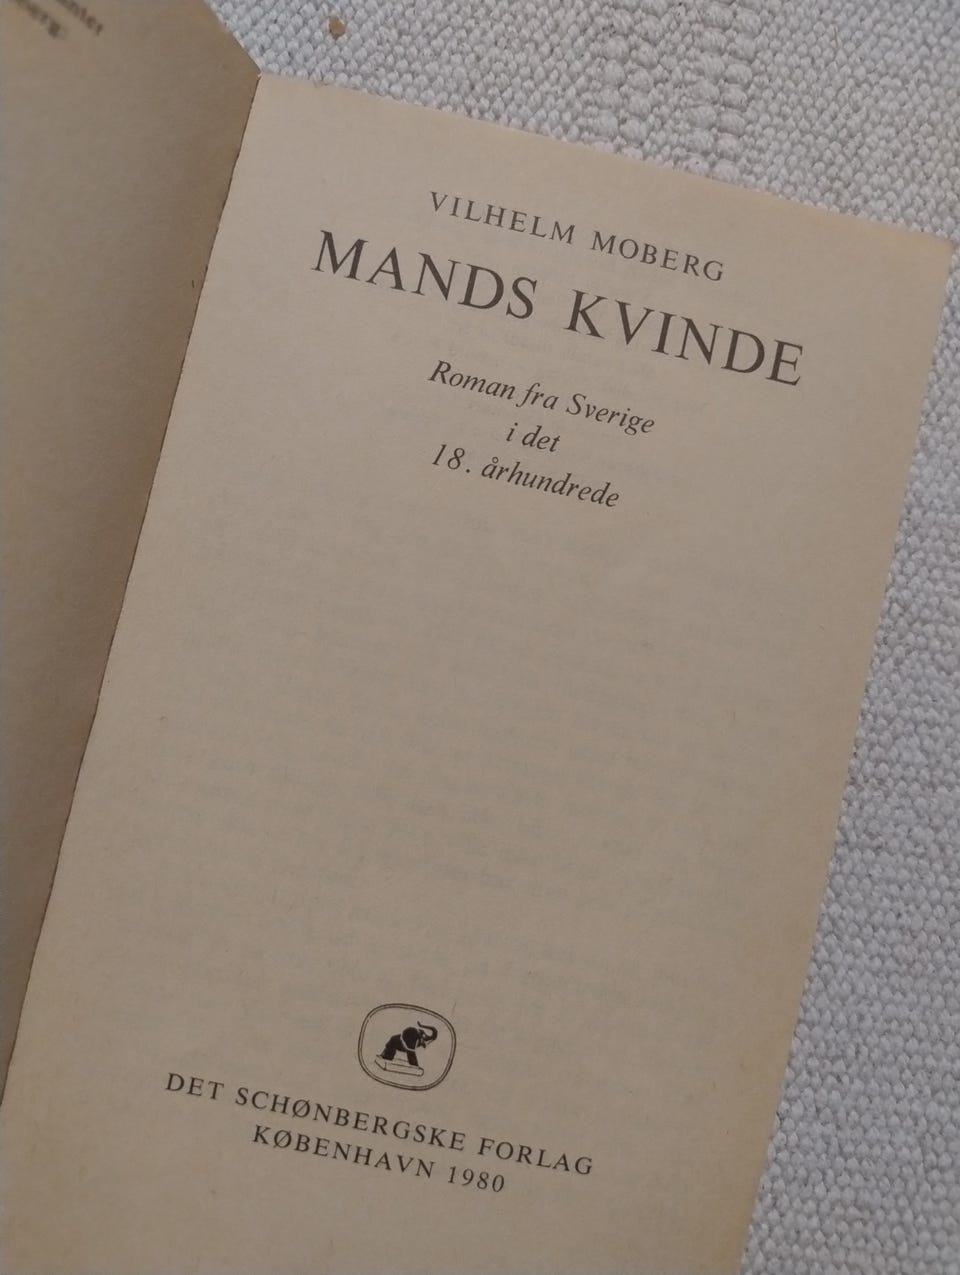 VILHELM MOBERG
MANDS KVINDE
Roman fra Sverige
i det
18. århundrede
DET SCHØNBERGSKE FORLAG
KØBENHAVN 1980